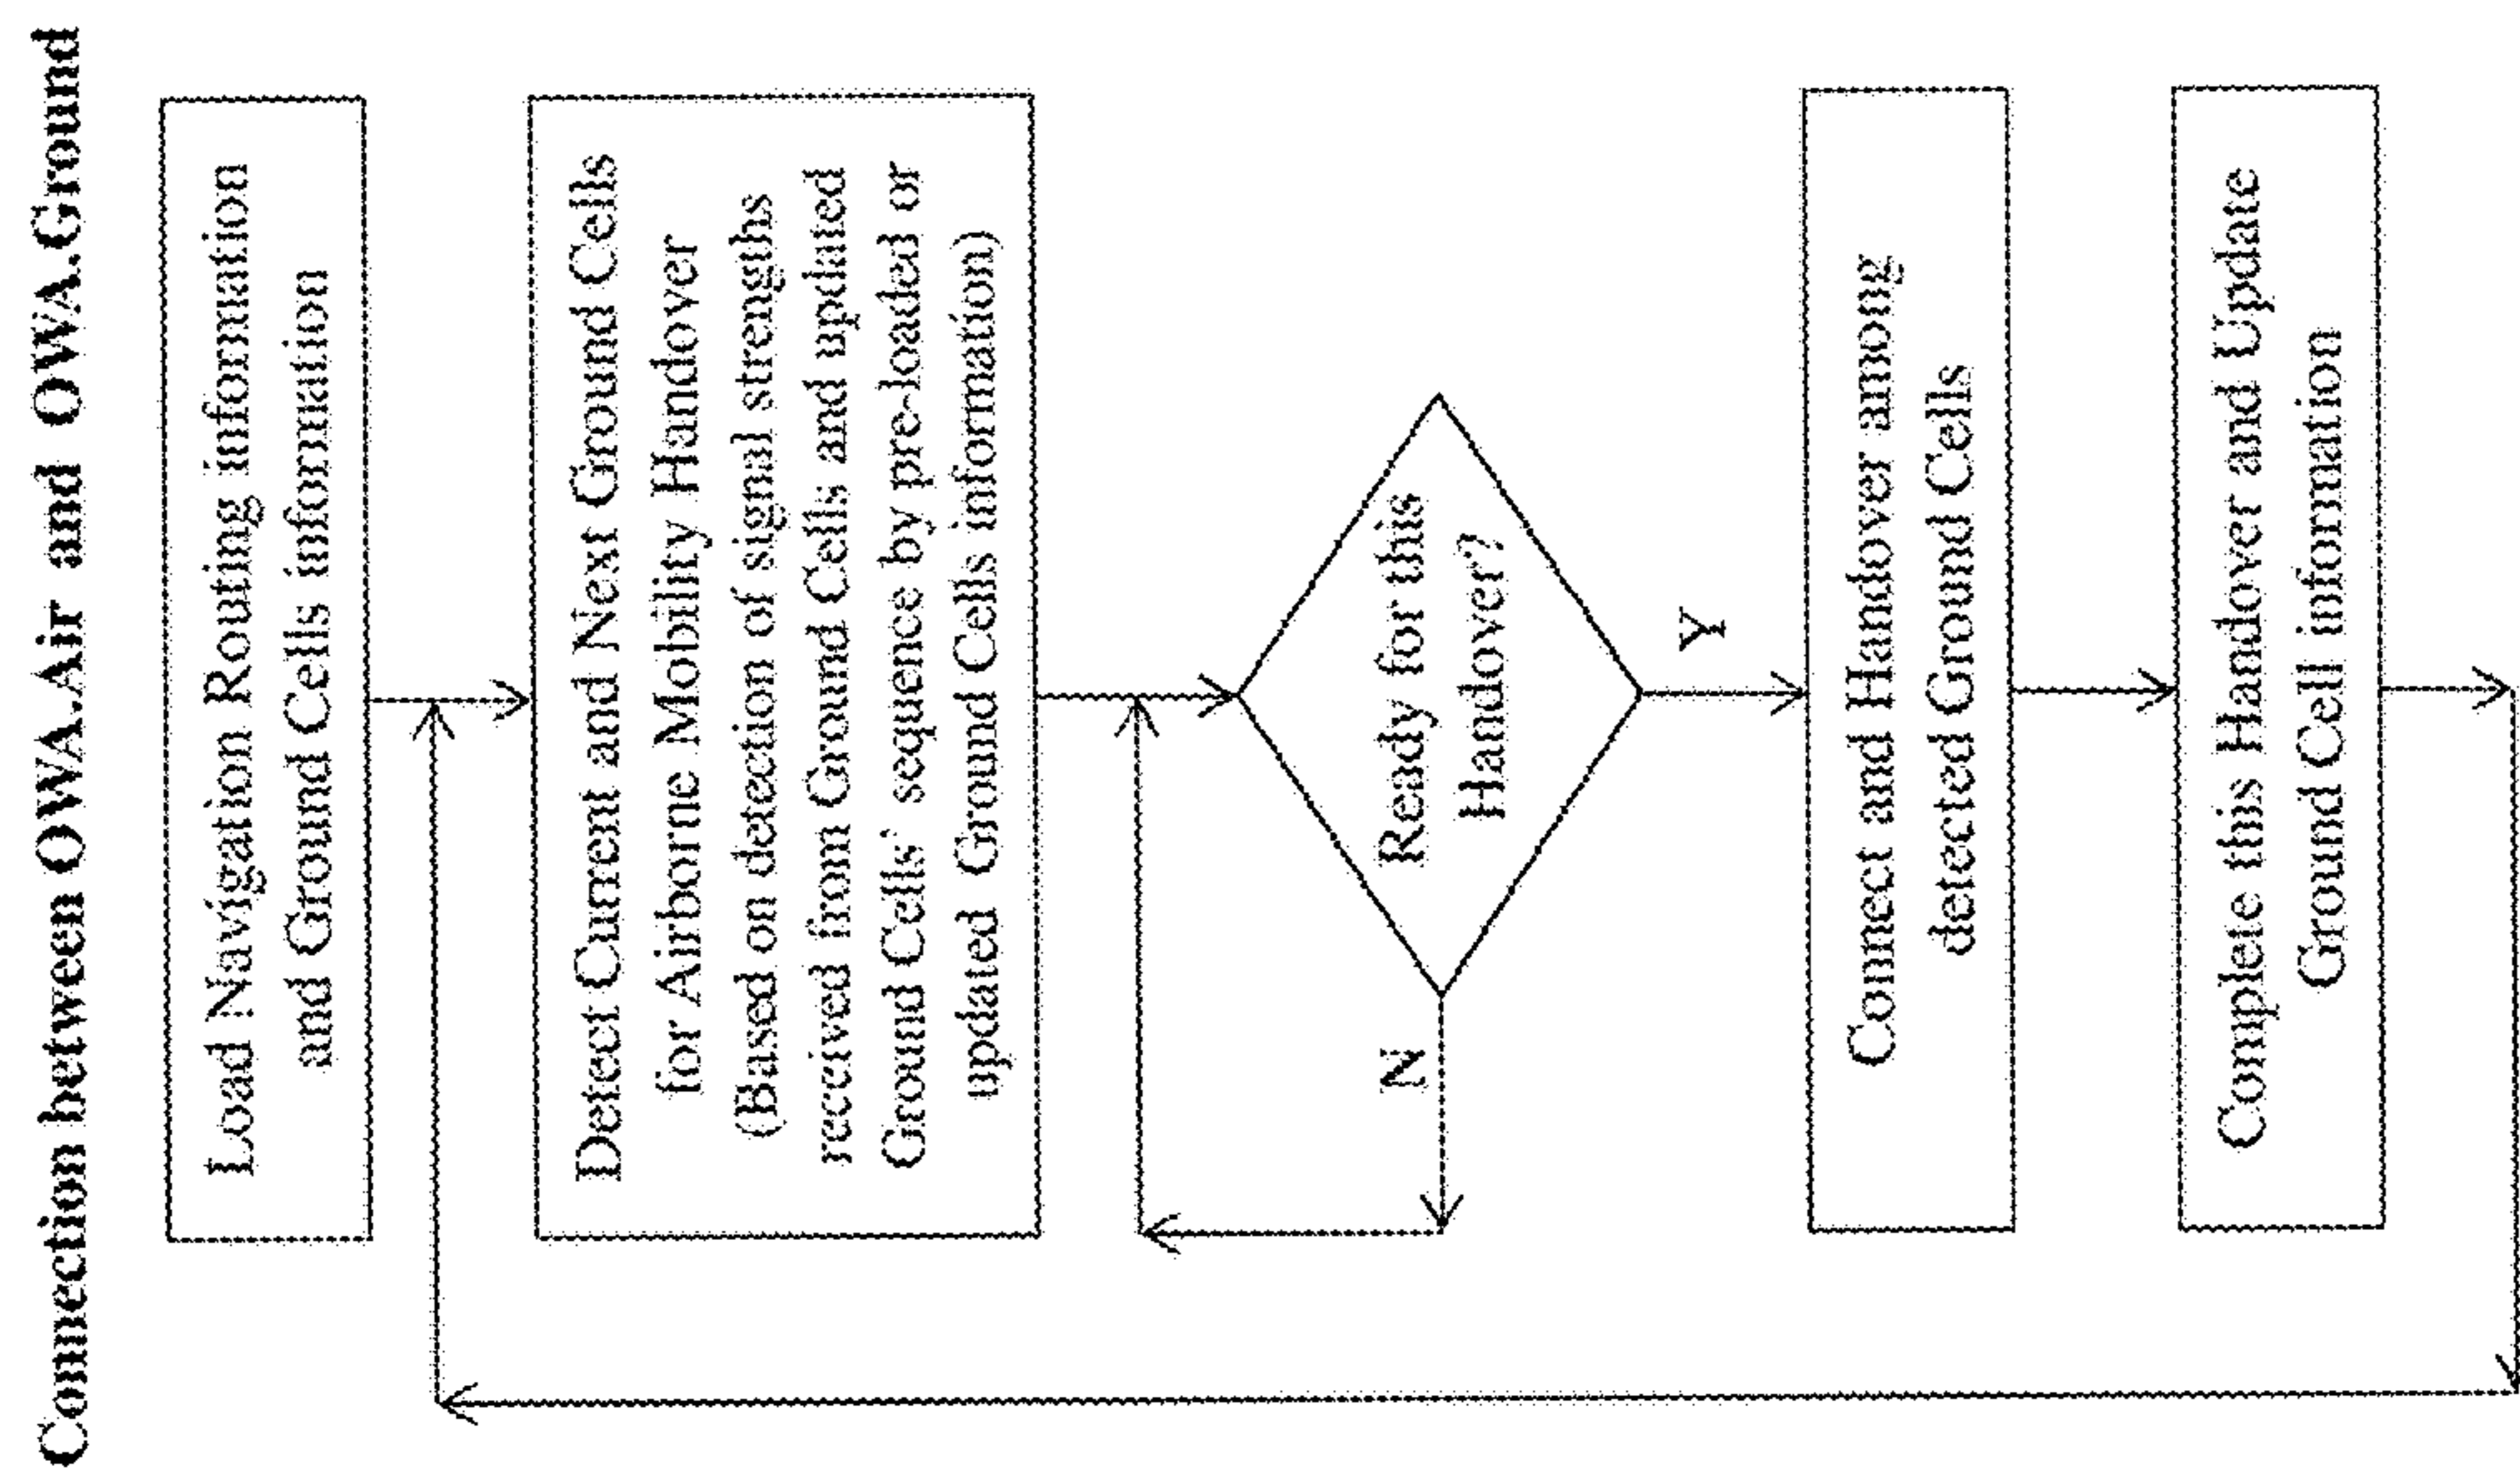 Connection between OWA.Air and OWA.Ground
Load Navigation Routing information
and Ground Cells information
Detect Current and Next Ground Cells
for Airborne Mobility Handover
(Based on detection of signal strengths
received from Ground Cells and updated
Ground Cells' sequence by pre-loaded or
updated Ground Cells information)
Ready for this
Handover?
N
Y
Connect and Handover among
detected Ground Cells
Complete this Handover and Update
Ground Cell information